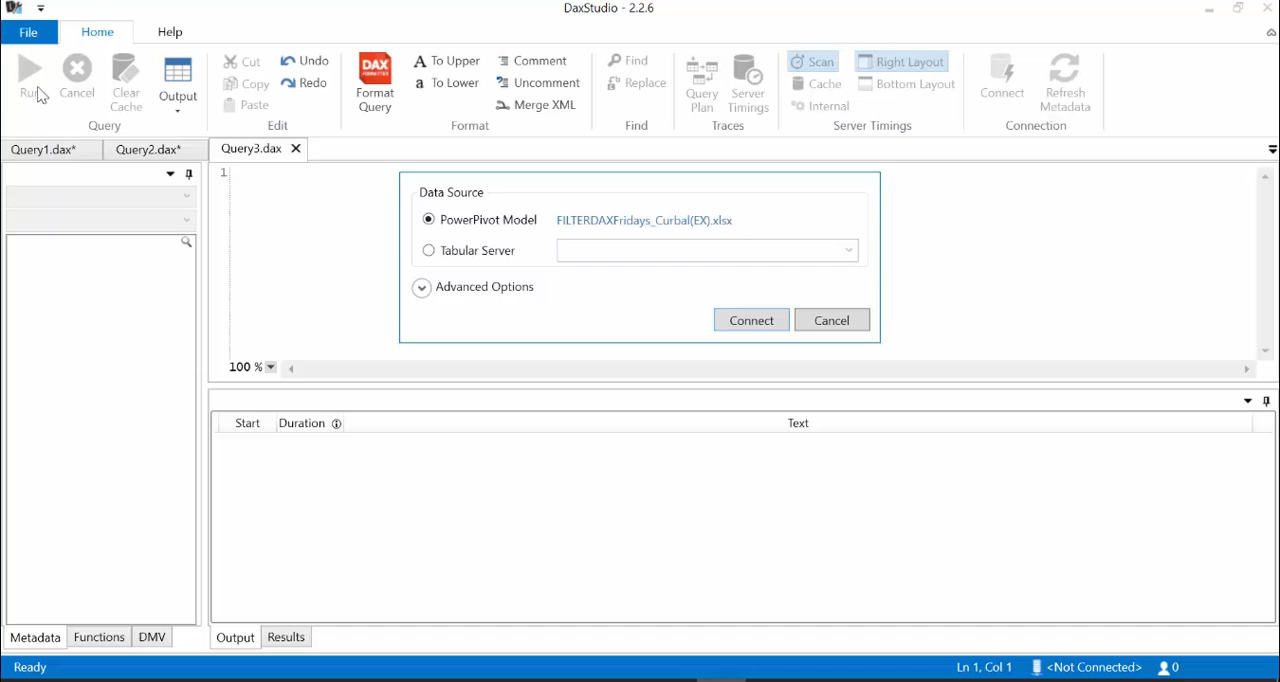 DaxStudio - 2.2.6
File Home Help
Run Cancel Clear Cache Output
Query
Cut Undo
Copy Redo
Paste
Edit
DAX FORMATTER
Format Query
To Upper Comment
To Lower Uncomment
Merge XML
Format
Find
Replace
Find
Query Plan Server Timings
Traces
Scan Right Layout
Cache Bottom Layout
Internal
Server Timings
Connect Refresh Metadata
Connection
Query1.dax* Query2.dax* Query3.dax
1
Data Source
PowerPivot Model FILTERDAXFridays_Curbal(EX).xlsx
Tabular Server
Advanced Options
Connect Cancel
100 %
Start Duration Text
Metadata Functions DMV Output Results
Ready Ln 1, Col 1 <Not Connected> 0